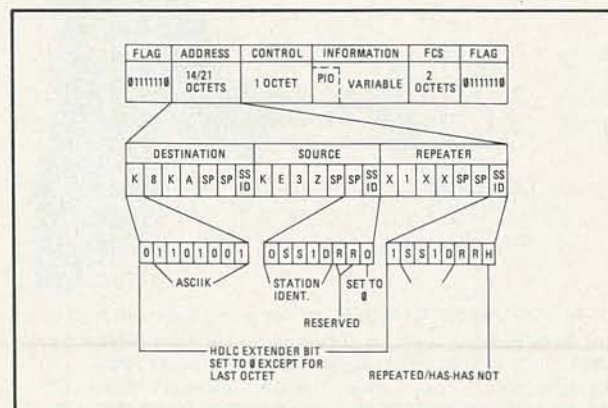 FLAG ADDRESS CONTROL INFORMATION FCS FLAG
01111110 14/21 OCTETS 1 OCTET PIO VARIABLE 2 OCTETS 01111110
DESTINATION SOURCE REPEATER
K 8 K A SP SP SS ID K E 3 Z SP SP SS ID X 1 X X SP SP SS ID
0 1 1 0 1 0 0 1 0 S S 1 D R R 0 1 S S 1 D R R H
ASCIIK STATION IDENT. SET TO 0
RESERVED
HDLC EXTENDER BIT
SET TO 0 EXCEPT FOR
LAST OCTET
REPEATED/HAS-HAS NOT